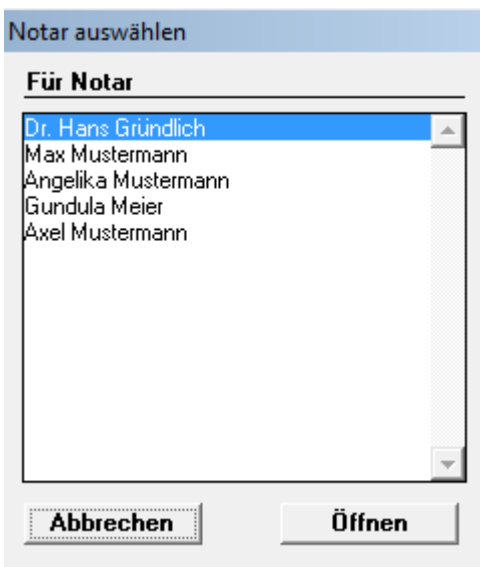 Notar auswählen
Für Notar
Dr. Hans Gründlich
Max Mustermann
Angelika Mustermann
Gundula Meier
Axel Mustermann
Abbrechen Öffnen